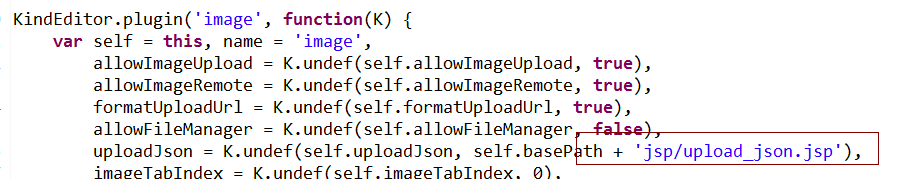 KindEditor.plugin('image', function(K) {
var self = this, name = 'image',
allowImageUpload = K.undef(self.allowImageUpload, true),
allowImageRemote = K.undef(self.allowImageRemote, true),
formatUploadUrl = K.undef(self.formatUploadUrl, true),
allowFileManager = K.undef(self.allowFileManager, false),
uploadJson = K.undef(self.uploadJson, self.basePath + 'jsp/upload_json.jsp'),
imageTabIndex = K.undef(self.imageTabIndex, 0),